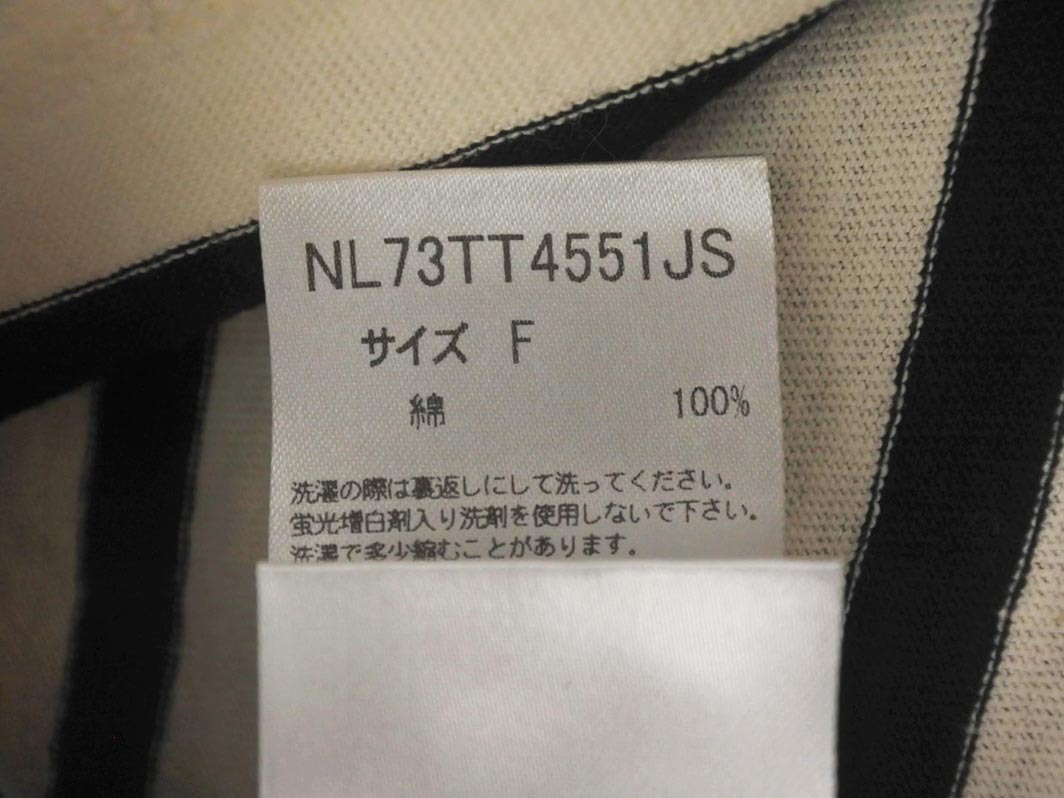 NL73TT4551JS
サイズ F
綿 100%
洗濯の際は裏返しにして洗ってください。
蛍光増白剤入り洗剤を使用しないで下さい。
洗濯で多少縮むことがあります。